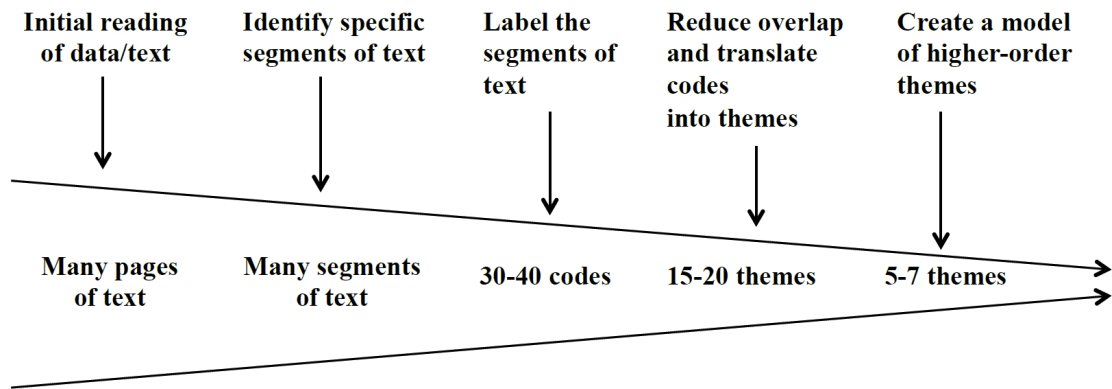 Initial reading
of data/text
Identify specific
segments of text
Label the
segments of
text
Reduce overlap
and translate
codes
into themes
Create a model
of higher-order
themes
Many pages
of text
Many segments
of text
30-40 codes
15-20 themes
5-7 themes